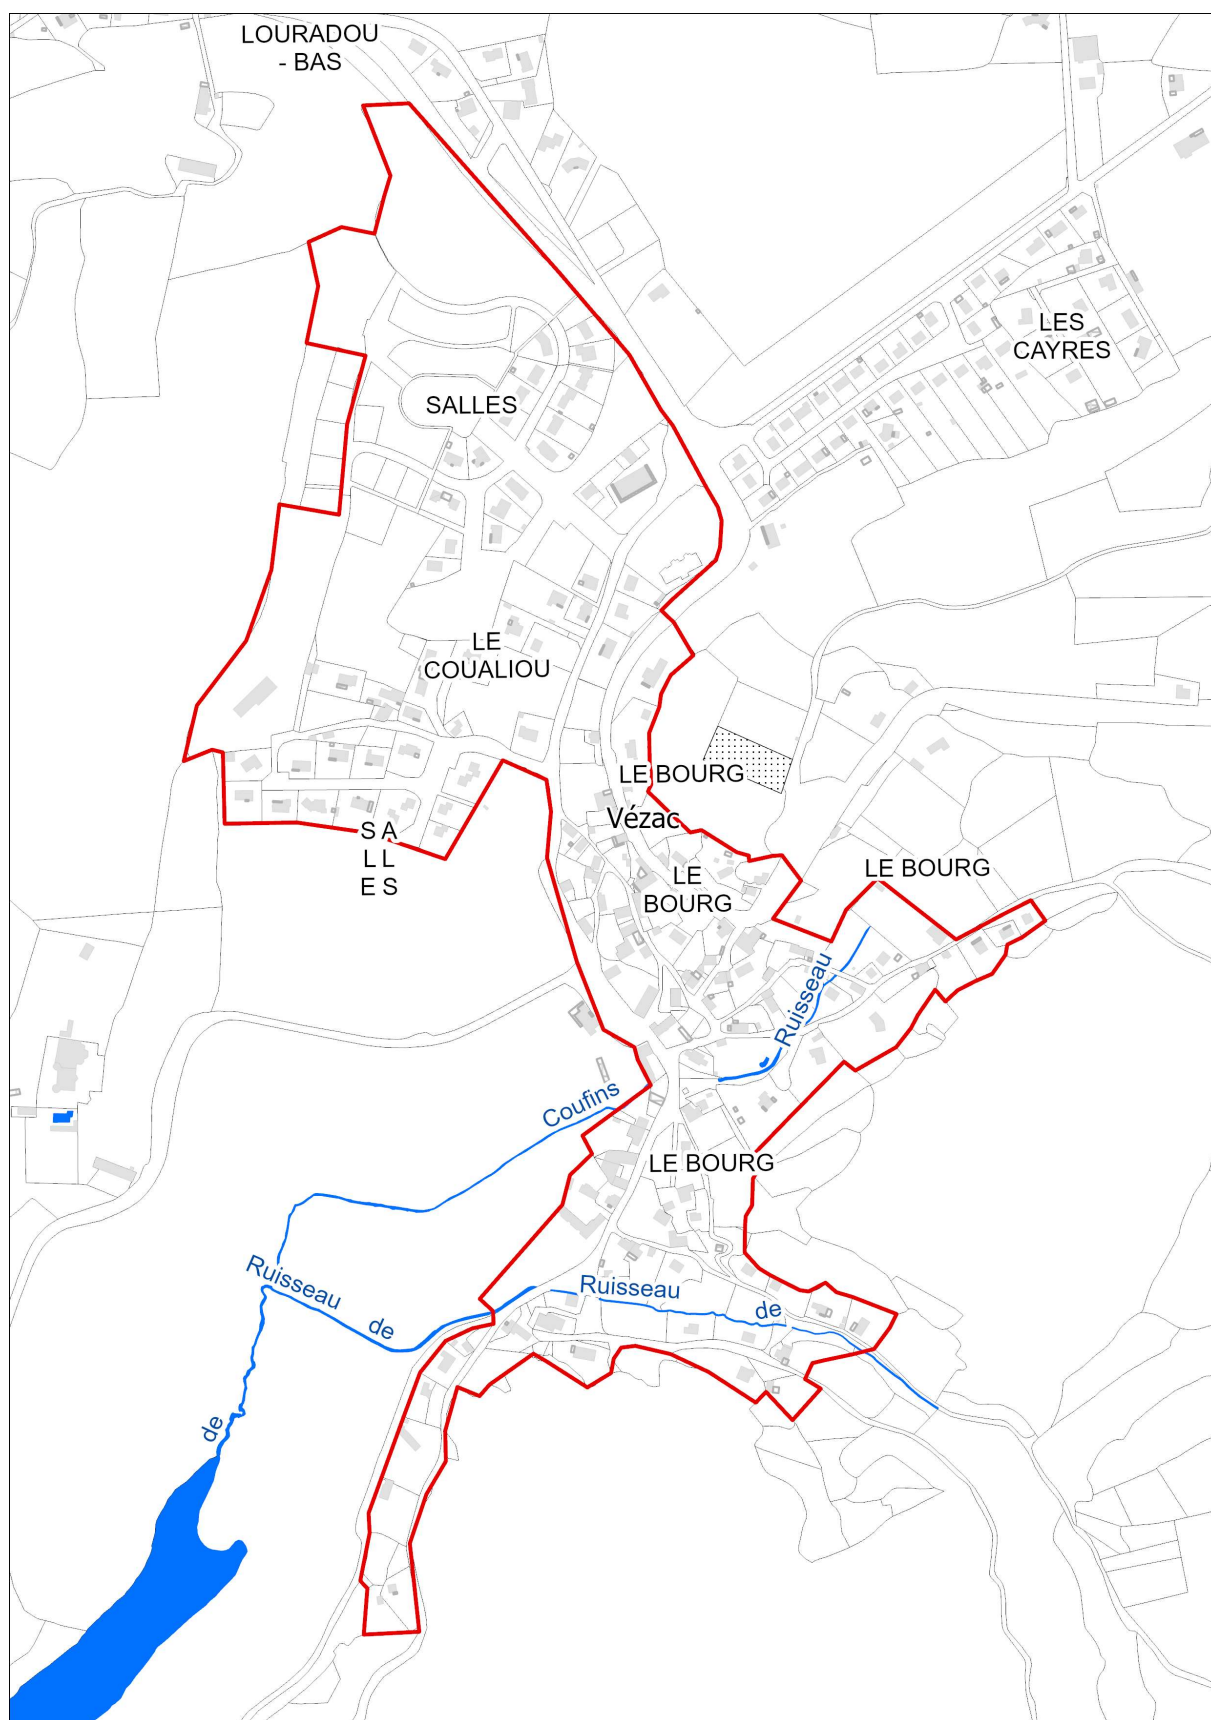 LOURADOU
- BAS
LES
CAYRES
SALLES
LE
COUALIOU
LE BOURG
Vézac
S A
L L
E S
LE
BOURG
LE BOURG
Ruisseau
Coufins
LE BOURG
Ruisseau
de
Ruisseau
de
de